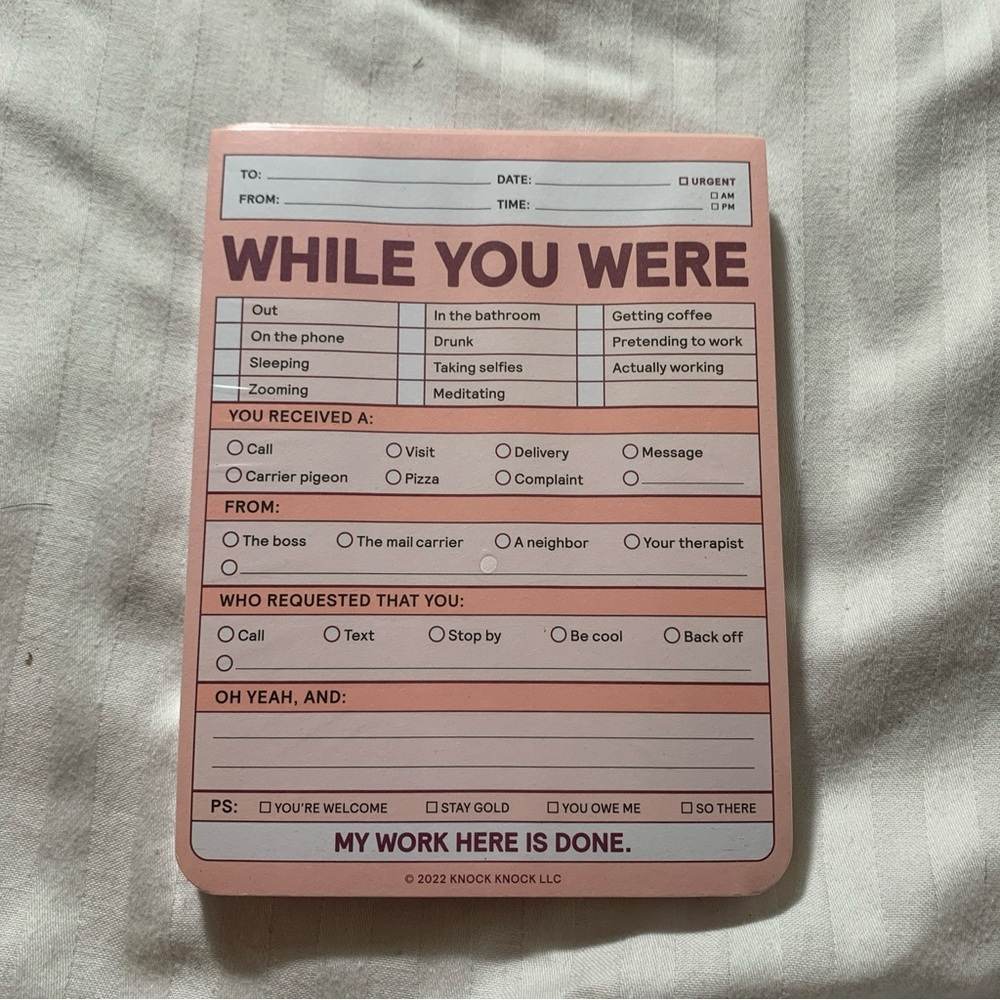 TO: DATE: URGENT
FROM: TIME: AM
PM
WHILE YOU WERE
Out In the bathroom Getting coffee
On the phone Drunk Pretending to work
Sleeping Taking selfies Actually working
Zooming Meditating
YOU RECEIVED A:
Call Visit Delivery Message
Carrier pigeon Pizza Complaint
FROM:
The boss The mail carrier A neighbor Your therapist
WHO REQUESTED THAT YOU:
Call Text Stop by Be cool Back off
OH YEAH, AND:
PS: YOU'RE WELCOME STAY GOLD YOU OWE ME SO THERE
MY WORK HERE IS DONE.
© 2022 KNOCK KNOCK LLC